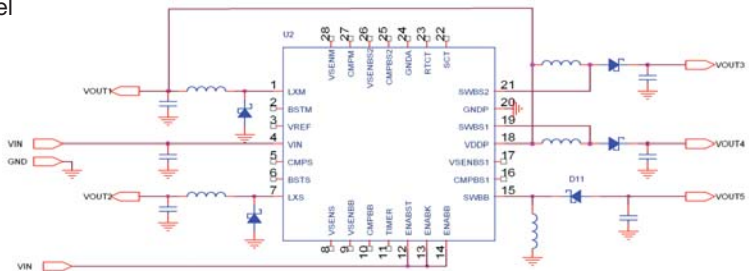 el
U2
28 VSENM
27 CMPM
26 VSENBS2
25 CMPBS2
24 GNDA
23 RTCT
22 SCT
VOUT1
1 LXM
2 BSTM
3 VREF
VIN
4 VIN
GND
5 CMPS
6 BSTS
VOUT2
7 LXS
SWBS2 21
VOUT3
GNDP 20
SWBS1 19
VDDP 18
VOUT4
VSENBS1 17
CMPBS1 16
SWBB 15
D11
VOUT5
8 VSENS
9 VSENBB
10 CMPBB
11 TIMER
12 ENABST
13 ENABK
14 ENABB
VIN